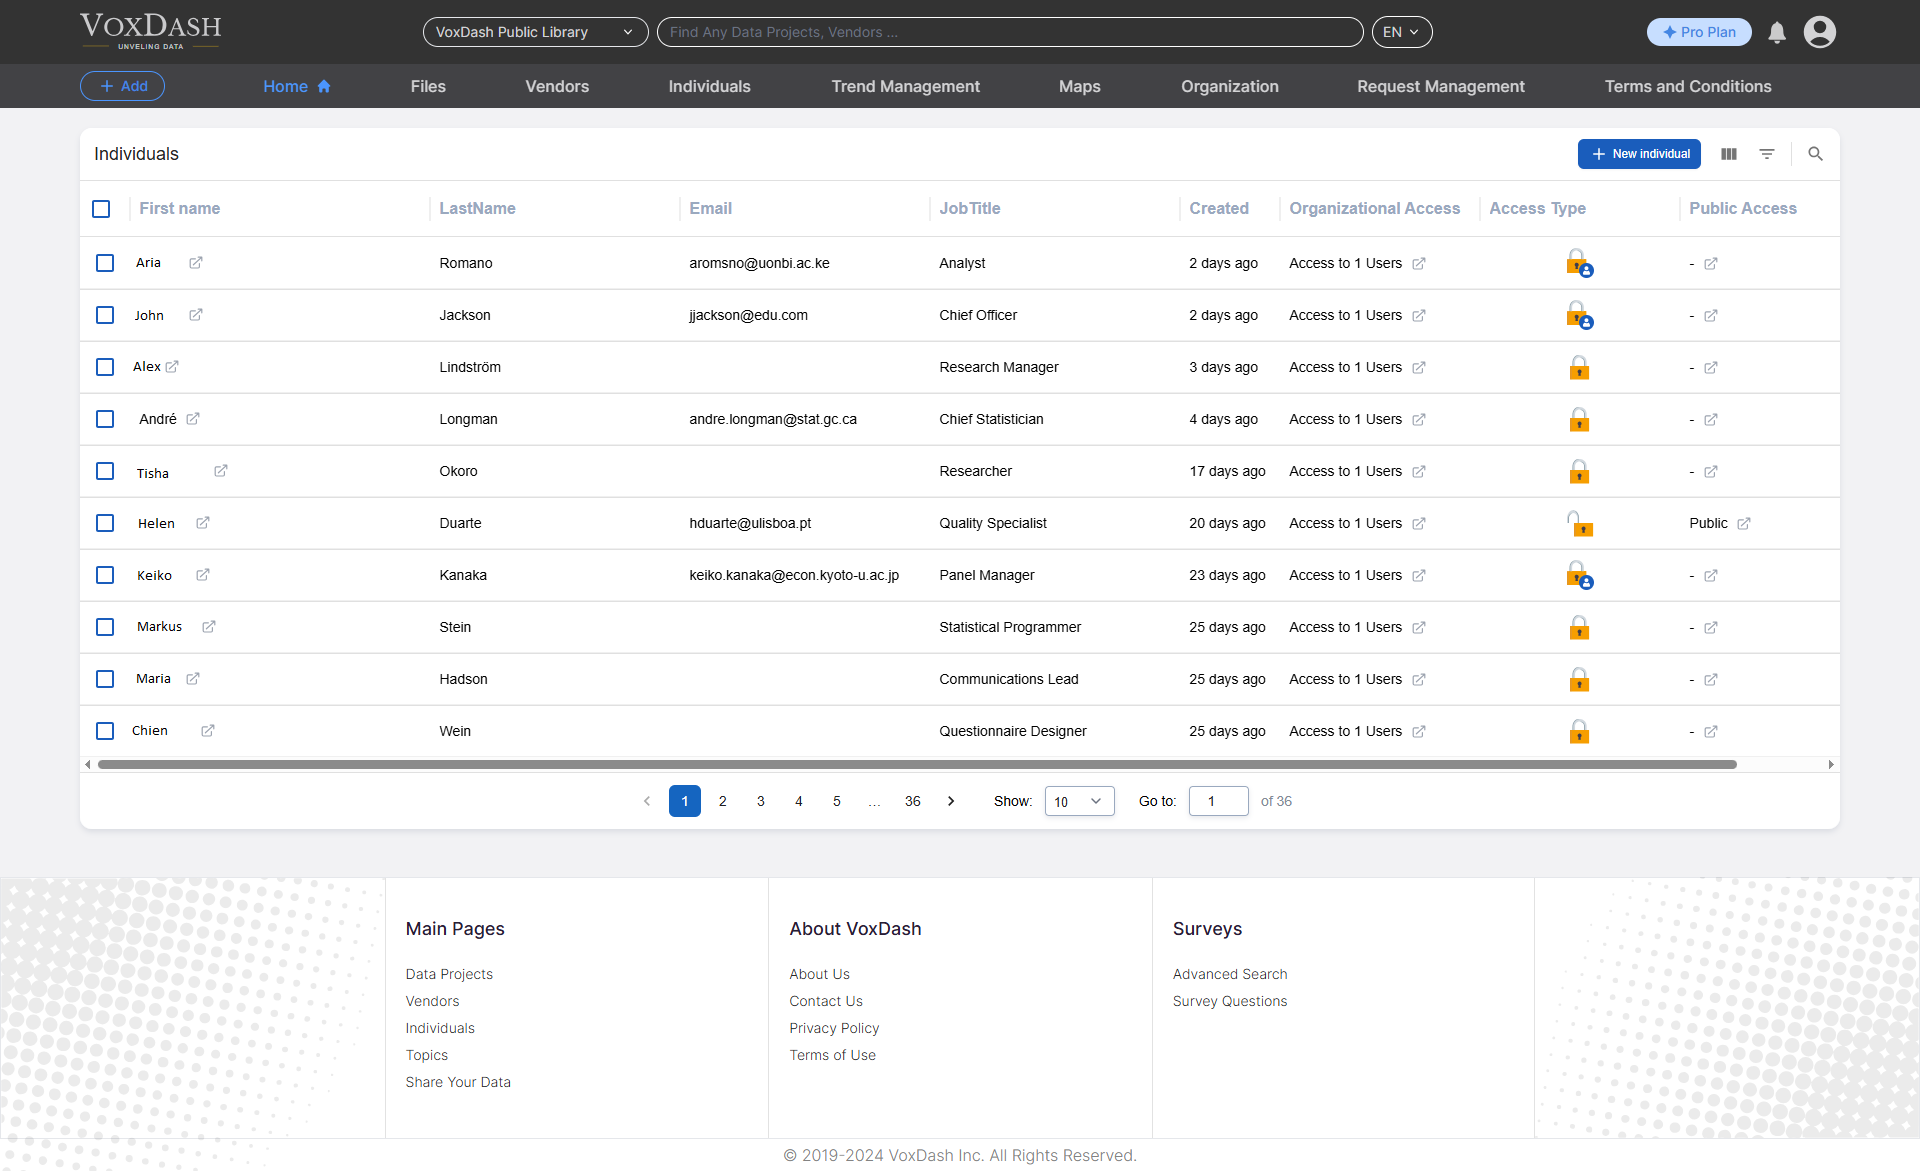 VOXDASH
UNVELING DATA
VoxDash Public Library
Find Any Data Projects, Vendors ...
EN
Pro Plan
Add
Home
Files
Vendors
Individuals
Trend Management
Maps
Organization
Request Management
Terms and Conditions
Individuals
New individual
First name LastName Email JobTitle Created Organizational Access Access Type Public Access
Aria Romano aromsno@uonbi.ac.ke Analyst 2 days ago Access to 1 Users -
John Jackson jjackson@edu.com Chief Officer 2 days ago Access to 1 Users -
Alex Lindström Research Manager 3 days ago Access to 1 Users -
André Longman andre.longman@stat.gc.ca Chief Statistician 4 days ago Access to 1 Users -
Tisha Okoro Researcher 17 days ago Access to 1 Users -
Helen Duarte hduarte@ulisboa.pt Quality Specialist 20 days ago Access to 1 Users Public
Keiko Kanaka keiko.kanaka@econ.kyoto-u.ac.jp Panel Manager 23 days ago Access to 1 Users -
Markus Stein Statistical Programmer 25 days ago Access to 1 Users -
Maria Hadson Communications Lead 25 days ago Access to 1 Users -
Chien Wein Questionnaire Designer 25 days ago Access to 1 Users -
1 2 3 4 5 ... 36 Show: 10 Go to: 1 of 36
Main Pages
Data Projects
Vendors
Individuals
Topics
Share Your Data
About VoxDash
About Us
Contact Us
Privacy Policy
Terms of Use
Surveys
Advanced Search
Survey Questions
© 2019-2024 VoxDash Inc. All Rights Reserved.